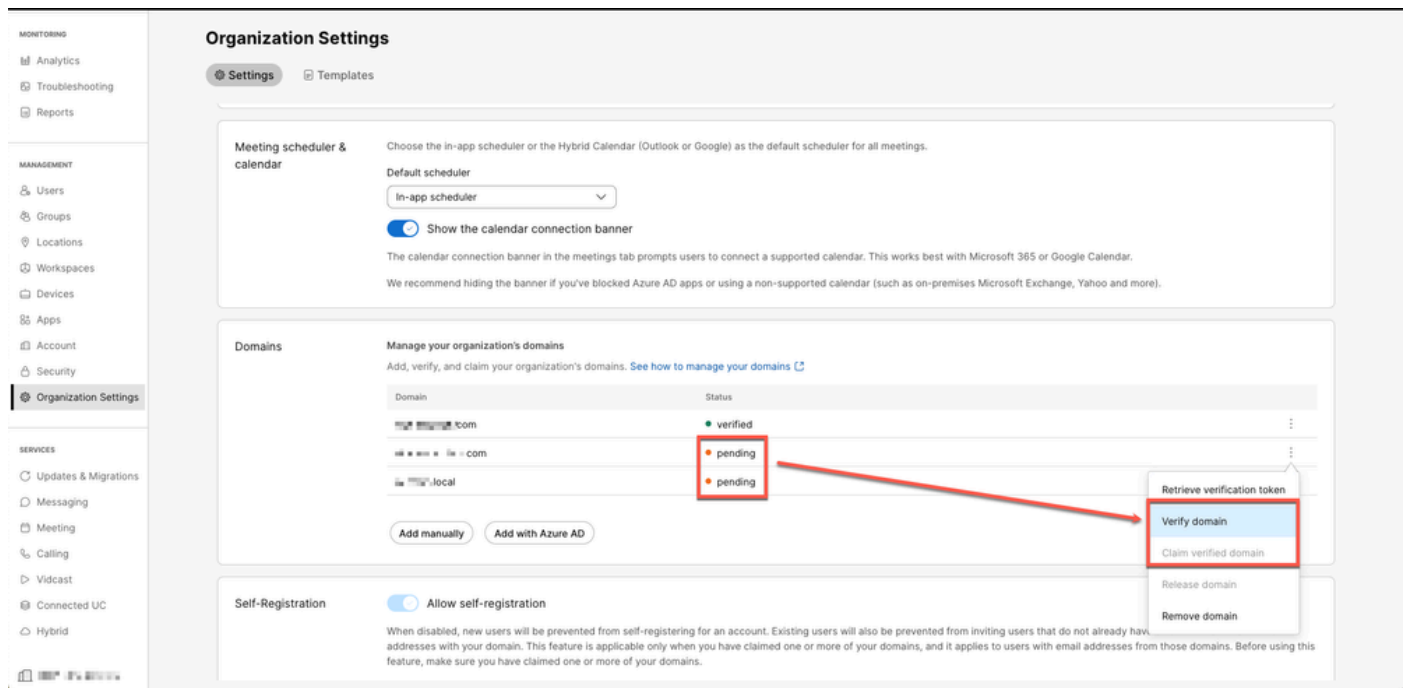 MONITORING
Analytics
Troubleshooting
Reports
MANAGEMENT
Users
Groups
Locations
Workspaces
Devices
Apps
Account
Security
Organization Settings
SERVICES
Updates & Migrations
Messaging
Meeting
Calling
Vidcast
Connected UC
Hybrid
Organization Settings
Settings
Templates
Meeting scheduler &
calendar
Choose the in-app scheduler or the Hybrid Calendar (Outlook or Google) as the default scheduler for all meetings.
Default scheduler
In-app scheduler
Show the calendar connection banner
The calendar connection banner in the meetings tab prompts users to connect a supported calendar. This works best with Microsoft 365 or Google Calendar.
We recommend hiding the banner if you've blocked Azure AD apps or using a non-supported calendar (such as on-premises Microsoft Exchange, Yahoo and more).
Domains
Manage your organization's domains
Add, verify, and claim your organization's domains. See how to manage your domains
Domain Status
com verified
com pending
.local pending
Retrieve verification token
Verify domain
Claim verified domain
Release domain
Remove domain
Add manually Add with Azure AD
Self-Registration
Allow self-registration
When disabled, new users will be prevented from self-registering for an account. Existing users will also be prevented from inviting users that do not already
addresses with your domain. This feature is applicable only when you have claimed one or more of your domains, and it applies to users with email addresses from those domains. Before using this
feature, make sure you have claimed one or more of your domains.